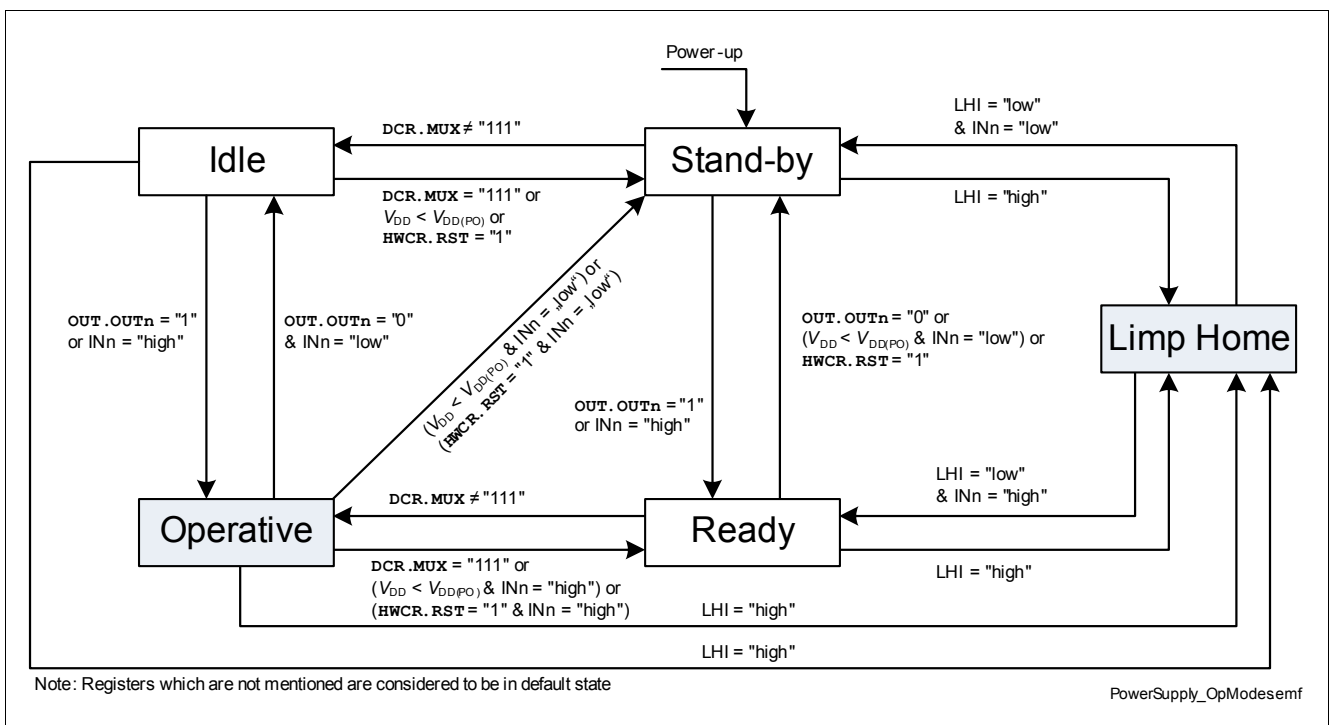 Power-up
DCR.MUX ≠ "111"
LHI = "low"
& INn = "low"
Idle
Stand-by
DCR.MUX = "111" or
VDD < VDD(PO) or
HWCR.RST = "1"
LHI = "high"
(VDD < VDD(PO) & INn = „low“) or
(HWCR.RST = "1" & INn = „low“)
OUT.OUTn = "1"
or INn = "high"
OUT.OUTn = "0"
& INn = "low"
OUT.OUTn = "0" or
(VDD < VDD(PO) & INn = "low") or
HWCR.RST = "1"
Limp Home
OUT.OUTn = "1"
or INn = "high"
LHI = "low"
& INn = "high"
DCR.MUX ≠ "111"
Operative
Ready
DCR.MUX = "111" or
(VDD < VDD(PO) & INn = "high") or
(HWCR.RST = "1" & INn = "high")
LHI = "high"
LHI = "high"
LHI = "high"
Note: Registers which are not mentioned are considered to be in default state
PowerSupply_OpModesemf